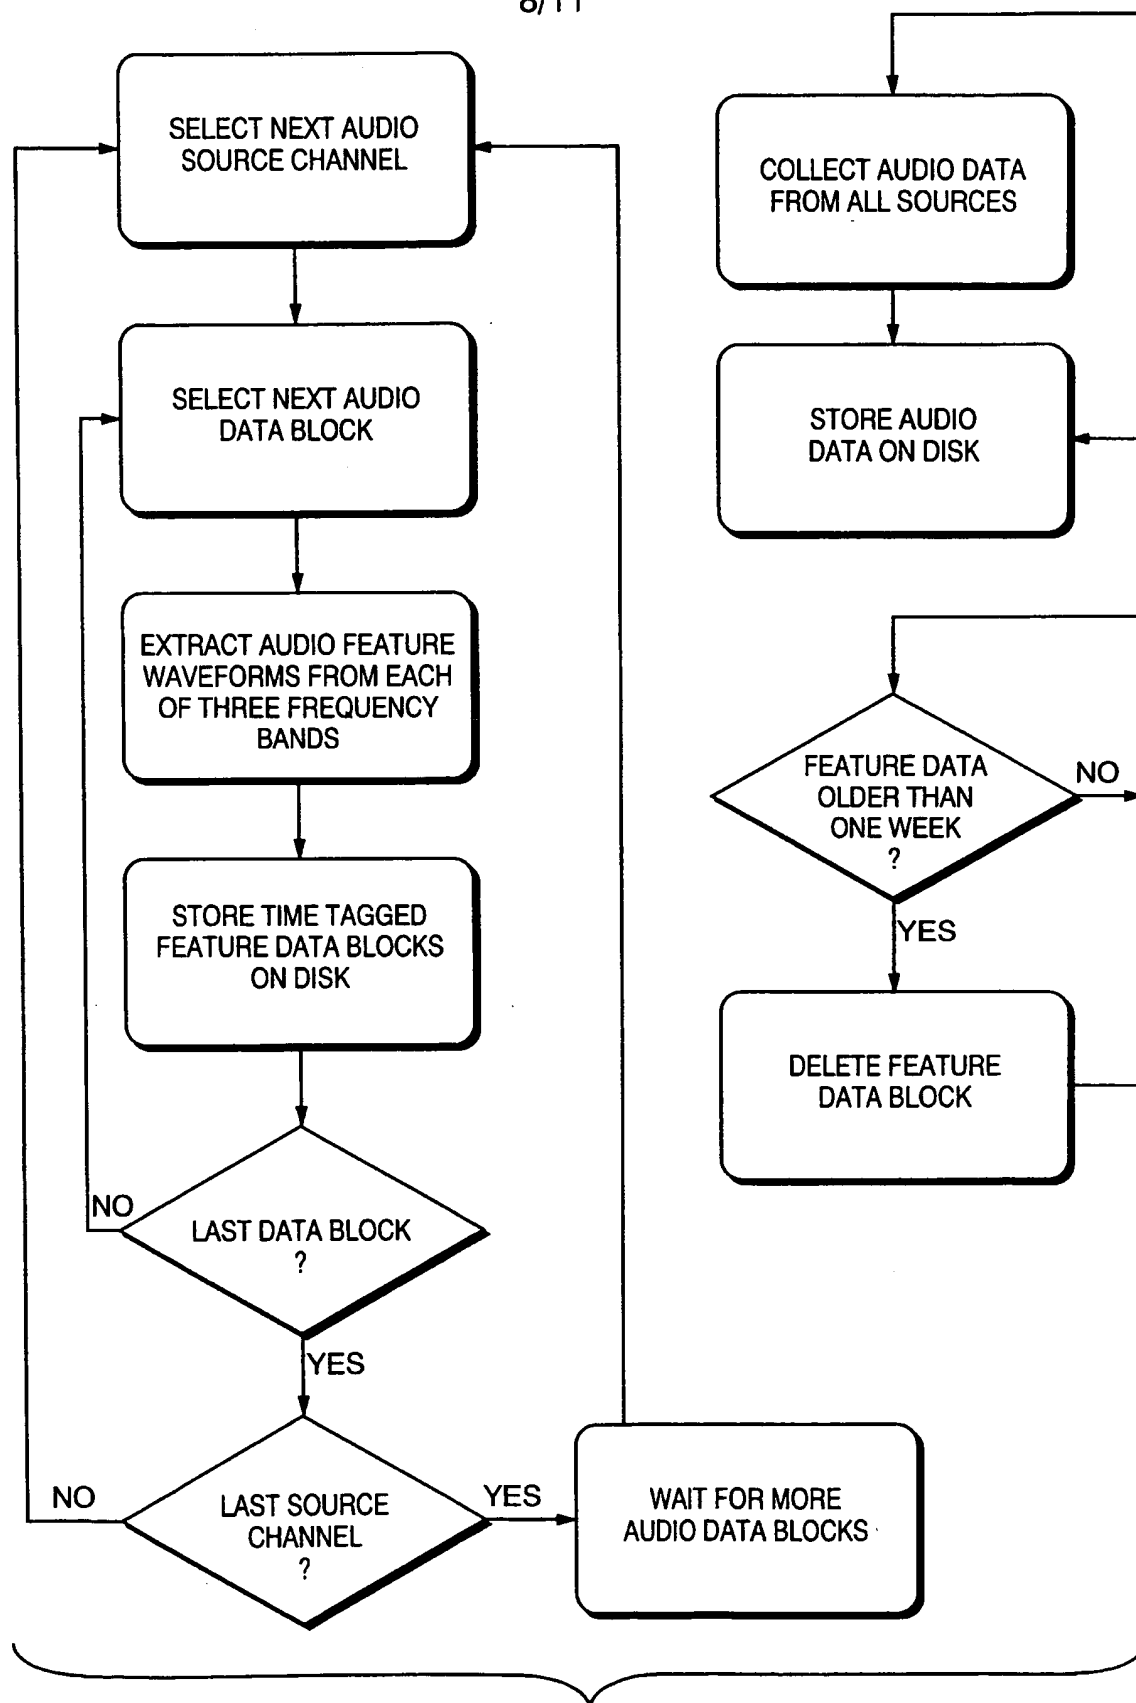 8/11
SELECT NEXT AUDIO
SOURCE CHANNEL
SELECT NEXT AUDIO
DATA BLOCK
EXTRACT AUDIO FEATURE
WAVEFORMS FROM EACH
OF THREE FREQUENCY
BANDS
STORE TIME TAGGED
FEATURE DATA BLOCKS
ON DISK
NO
LAST DATA BLOCK
?
YES
NO
LAST SOURCE
CHANNEL
?
YES
WAIT FOR MORE
AUDIO DATA BLOCKS
COLLECT AUDIO DATA
FROM ALL SOURCES
STORE AUDIO
DATA ON DISK
FEATURE DATA
OLDER THAN
ONE WEEK
?
NO
YES
DELETE FEATURE
DATA BLOCK